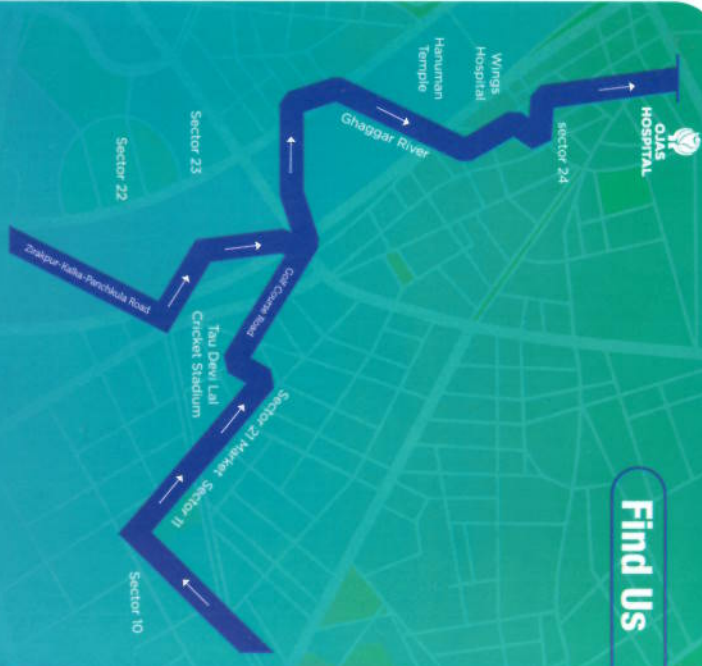 Find Us
OJAS
HOSPITAL
sector 24
Wings
Hospital
Hanuman
Temple
Ghaggar River
Sector 23
Sector 22
Golf Course Road
Zirakpur-Kalka-Panchkula Road
Tau Devi Lal
Cricket Stadium
Sector 21 Market
Sector 11
Sector 10